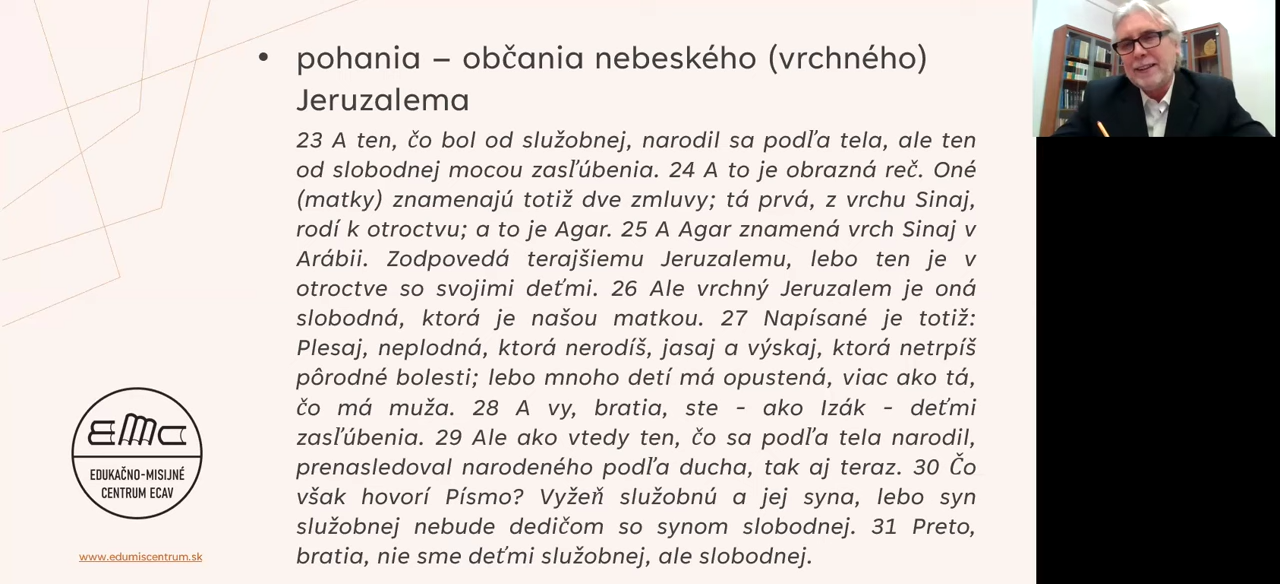 • pohania – občania nebeského (vrchného)
Jeruzalema
23 A ten, čo bol od služobnej, narodil sa podľa tela, ale ten
od slobodnej mocou zasľúbenia. 24 A to je obrazná reč. Oné
(matky) znamenajú totiž dve zmluvy; tá prvá, z vrchu Sinaj,
rodí k otroctvu; a to je Agar. 25 A Agar znamená vrch Sinaj v
Arábii. Zodpovedá terajšiemu Jeruzalemu, lebo ten je v
otroctve so svojimi deťmi. 26 Ale vrchný Jeruzalem je oná
slobodná, ktorá je našou matkou. 27 Napísané je totiž:
Plesaj, neplodná, ktorá nerodíš, jasaj a výskaj, ktorá netrpíš
pôrodné bolesti; lebo mnoho detí má opustená, viac ako tá,
čo má muža. 28 A vy, bratia, ste - ako Izák - deťmi
zasľúbenia. 29 Ale ako vtedy ten, čo sa podľa tela narodil,
prenasledoval narodeného podľa ducha, tak aj teraz. 30 Čo
však hovorí Písmo? Vyžeň služobnú a jej syna, lebo syn
služobnej nebude dedičom so synom slobodnej. 31 Preto,
bratia, nie sme deťmi služobnej, ale slobodnej.
EMC
EDUKAČNO-MISIJNÉ
CENTRUM ECAV
www.edumiscentrum.sk